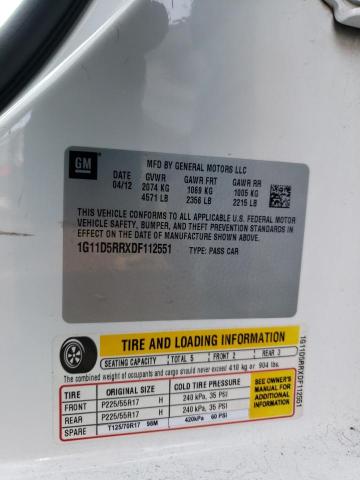 GM
MFD BY GENERAL MOTORS LLC
DATE GVWR GAWR FRT GAWR RR
04/12 2074 KG 1069 KG 1005 KG
4571 LB 2356 LB 2215 LB
THIS VEHICLE CONFORMS TO ALL APPLICABLE U.S. FEDERAL MOTOR
VEHICLE SAFETY, BUMPER, AND THEFT PREVENTION STANDARDS IN
EFFECT ON THE DATE OF MANUFACTURE SHOWN ABOVE.
1G11D5RRXDF112551 TYPE: PASS CAR
TIRE AND LOADING INFORMATION
SEATING CAPACITY TOTAL 5 FRONT 2 REAR 3
The combined weight of occupants and cargo should never exceed 410 kg or 904 lbs.
TIRE ORIGINAL SIZE COLD TIRE PRESSURE
FRONT P225/55R17 H 240 kPa, 35 PSI
REAR P225/55R17 H 240 kPa, 35 PSI
SPARE T125/70R17 98M 420kPa 60 PSI
SEE OWNER'S
MANUAL FOR
ADDITIONAL
INFORMATION
1G11D5RRXDF112551